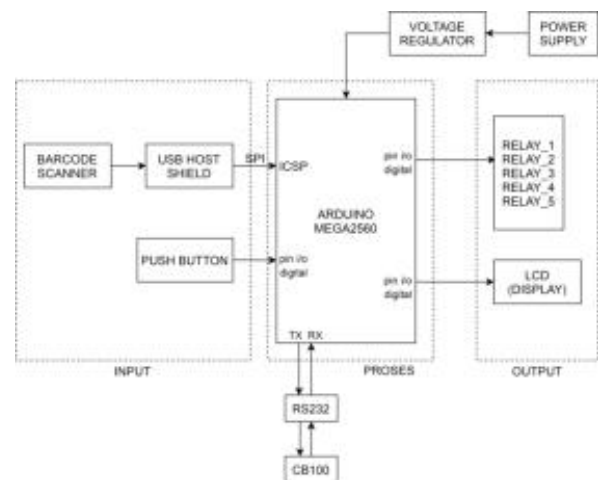 VOLTAGE
REGULATOR
POWER
SUPPLY
BARCODE
SCANNER
USB HOST
SHIELD
SPI
ICSP
pin i/o
digital
RELAY_1
RELAY_2
RELAY_3
RELAY_4
RELAY_5
ARDUINO
MEGA2560
PUSH BUTTON
pin i/o
digital
pin i/o
digital
LCD
(DISPLAY)
TX RX
INPUT
PROSES
OUTPUT
RS232
CB100